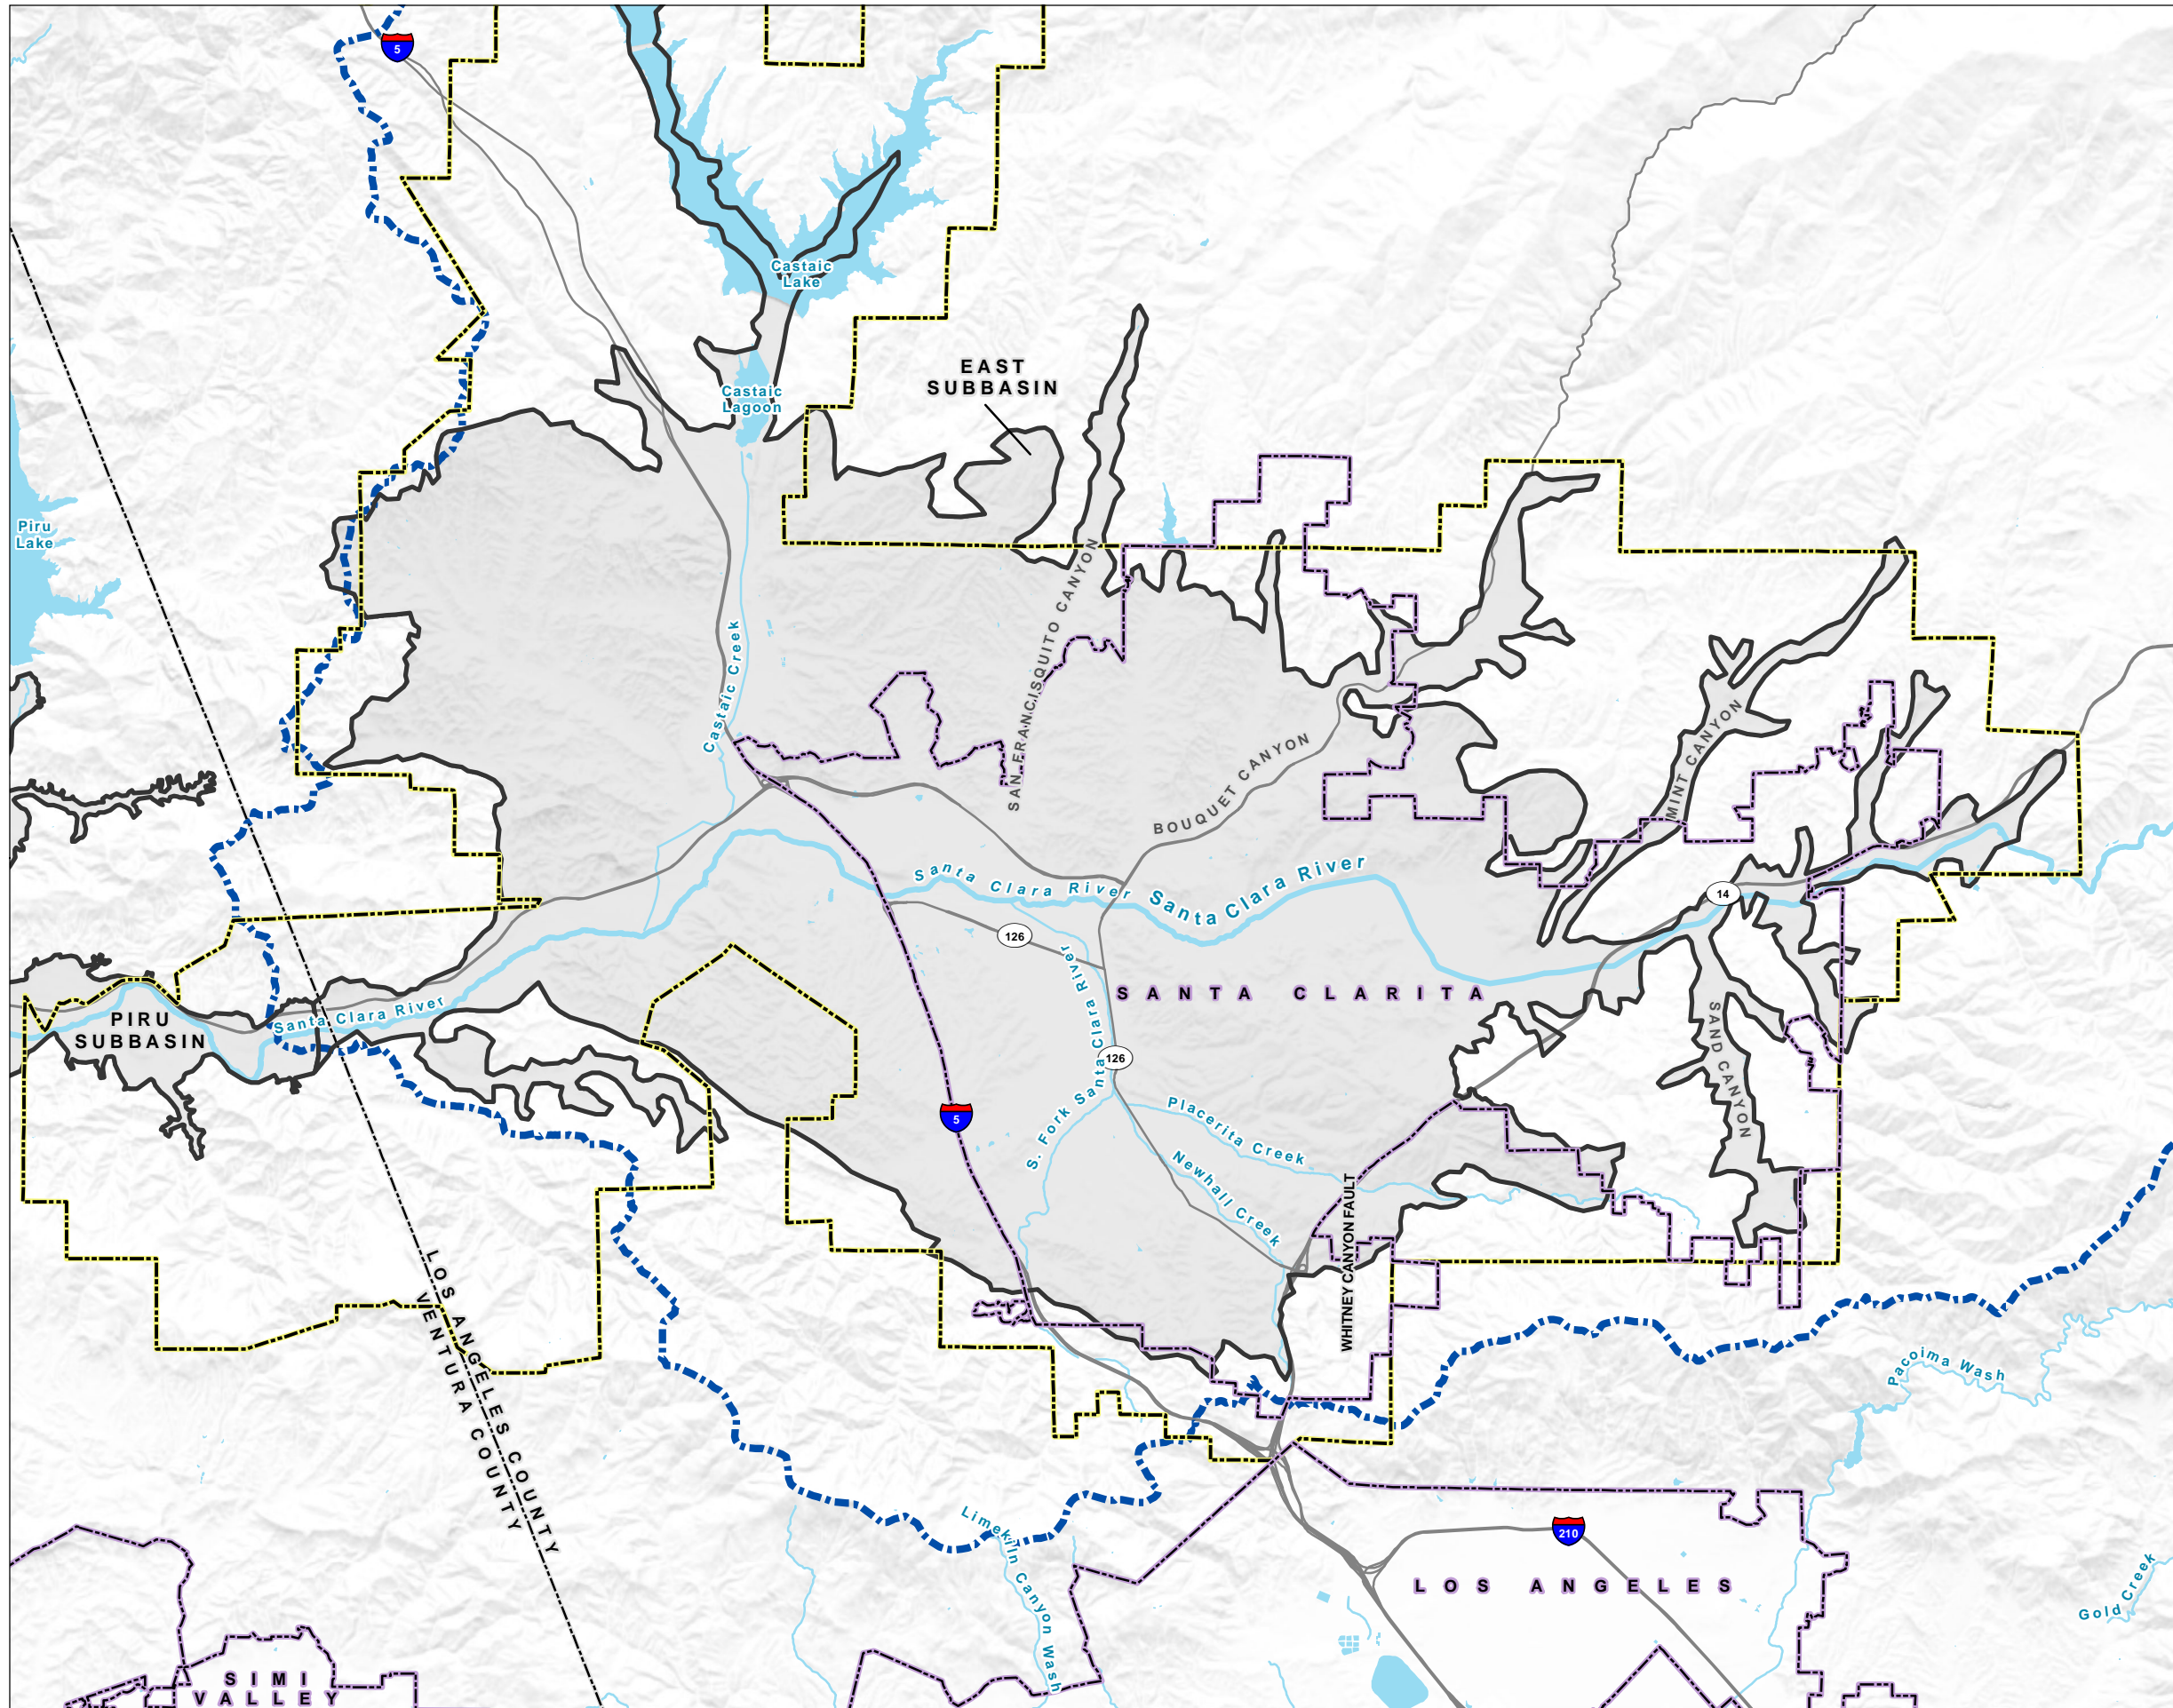 5
Castaic
Lake
EAST
SUBBASIN
Castaic
Lagoon
Piru
Lake
SAN FRANCISQUITO CANYON
Castaic Creek
BOUQUET CANYON
MINT CANYON
Santa Clara River
Santa Clara River
14
126
S. Fork Santa Clara River
SANTA CLARITA
PIRU
SUBBASIN
Santa Clara River
SAND CANYON
126
5
Placerita Creek
Newhall Creek
WHITNEY CANYON FAULT
LOS ANGELES COUNTY
VENTURA COUNTY
Pacoima Wash
Limekiln Canyon Wash
210
LOS ANGELES
Gold Creek
SIMI
VALLEY